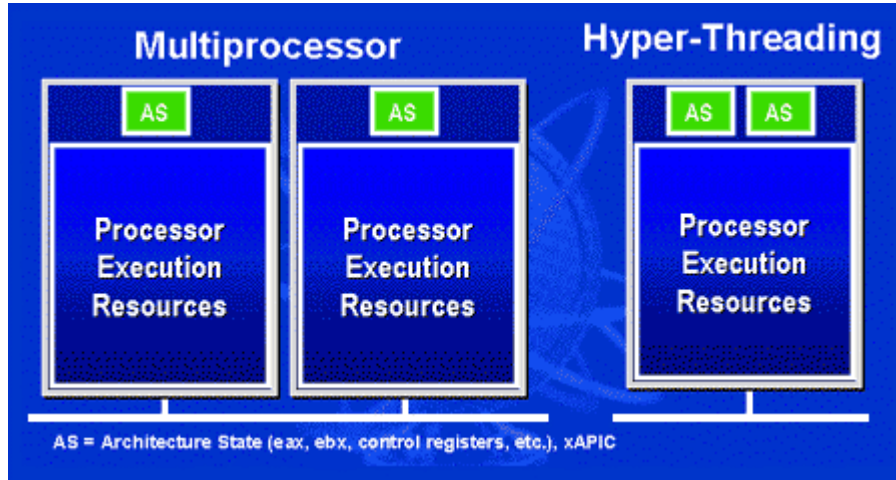 Multiprocessor
Hyper-Threading
AS
AS
AS
AS
Processor
Execution
Resources
Processor
Execution
Resources
Processor
Execution
Resources
AS = Architecture State (eax, ebx, control registers, etc.), xAPIC